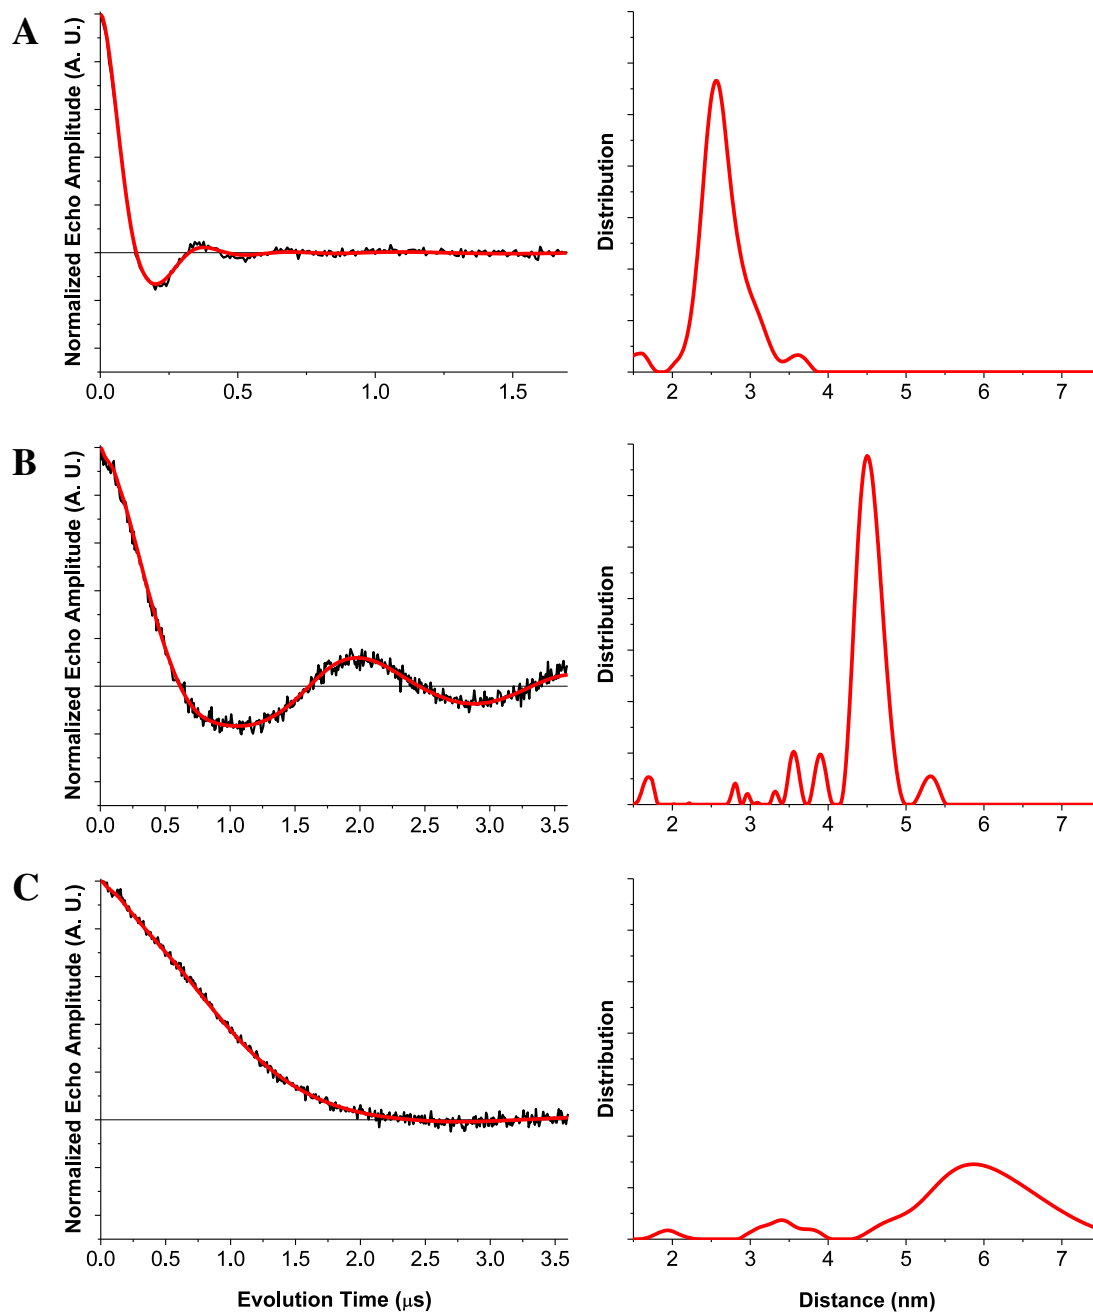 A
Normalized Echo Amplitude (A. U.)
0.0 0.5 1.0 1.5
Distribution
2 3 4 5 6 7
B
Normalized Echo Amplitude (A. U.)
0.0 0.5 1.0 1.5 2.0 2.5 3.0 3.5
Distribution
2 3 4 5 6 7
C
Normalized Echo Amplitude (A. U.)
0.0 0.5 1.0 1.5 2.0 2.5 3.0 3.5
Evolution Time (μs)
Distribution
2 3 4 5 6 7
Distance (nm)